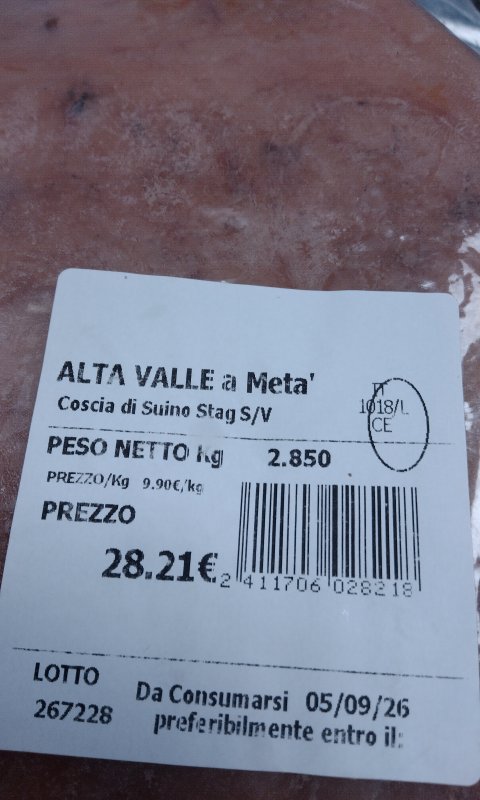 ALTA VALLE a Meta'
Coscia di Suino Stag S/V
IT
1018/L
CE
PESO NETTO Kg 2.850
PREZZO/Kg 9.90€/kg
PREZZO
28.21€
2 411706 028218
LOTTO
267228
Da Consumarsi 05/09/26
preferibilmente entro il: